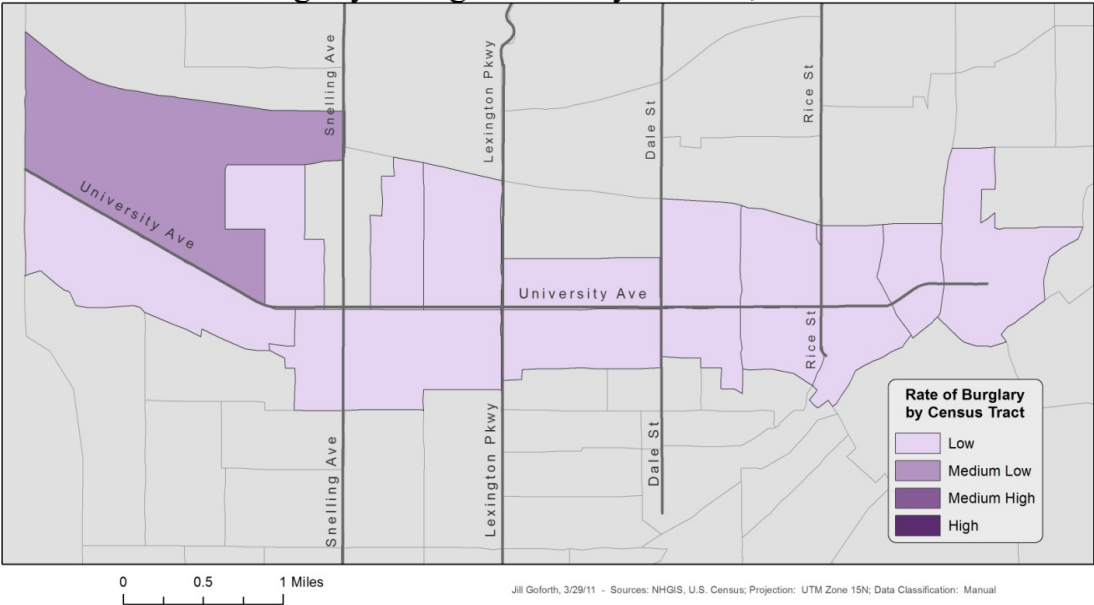 Snelling Ave
Lexington Pkwy
Dale St
Rice St
University Ave
University Ave
Rice St
Snelling Ave
Lexington Pkwy
Dale St
Rate of Burglary
by Census Tract
Low
Medium Low
Medium High
High
0 0.5 1 Miles
Jill Goforth, 3/29/11 - Sources: NHGIS, U.S. Census; Projection: UTM Zone 15N; Data Classification: Manual